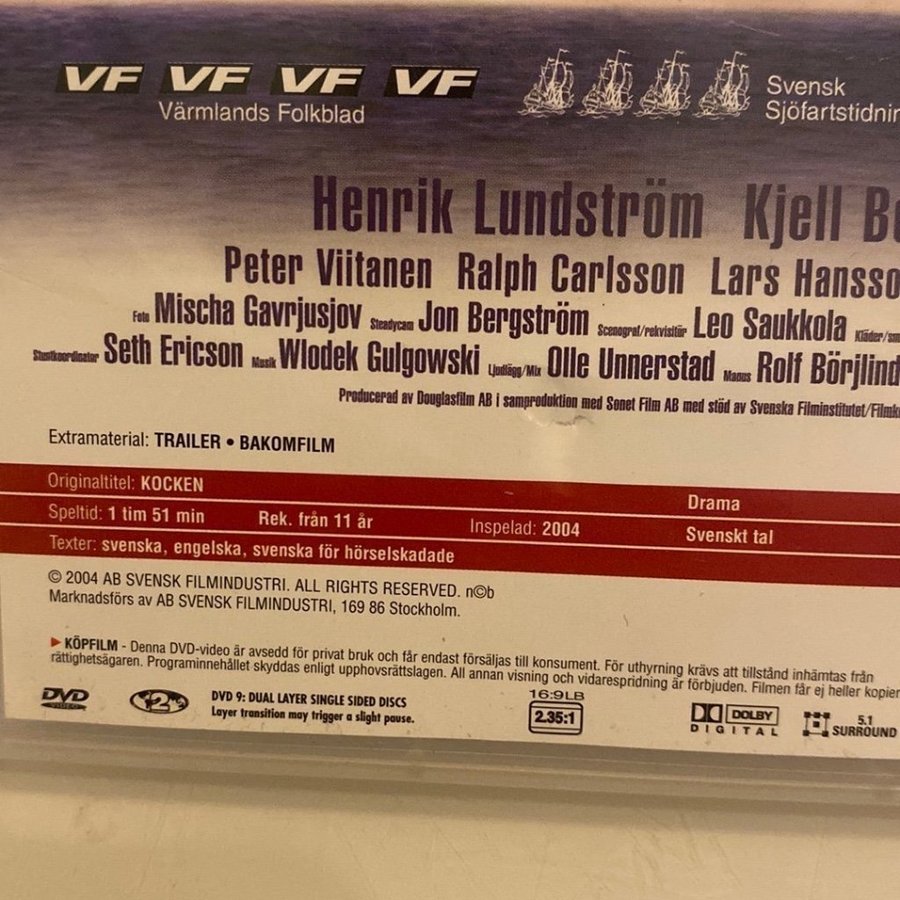 VF VF VF VF
Värmlands Folkblad
Svensk
Sjöfartstidnin
Henrik Lundström Kjell Be
Peter Viitanen Ralph Carlsson Lars Hansso
Foto Mischa Gavrjusjov Steadycam Jon Bergström Scenograf/rekvisitör Leo Saukkola Kläder/sm
Stuntkoordinator Seth Ericson Musik Wlodek Gulgowski Ljudlägg/Mix Olle Unnerstad Manus Rolf Börjlind
Producerad av Douglasfilm AB i samproduktion med Sonet Film AB med stöd av Svenska Filminstitutet/Filmk
Extramaterial: TRAILER • BAKOMFILM
Originaltitel: KOCKEN Drama
Speltid: 1 tim 51 min Rek. från 11 år Inspelad: 2004 Svenskt tal
Texter: svenska, engelska, svenska för hörselskadade
© 2004 AB SVENSK FILMINDUSTRI. ALL RIGHTS RESERVED. n©b
Marknadsförs av AB SVENSK FILMINDUSTRI, 169 86 Stockholm.
►KÖPFILM - Denna DVD-video är avsedd för privat bruk och får endast försäljas till konsument. För uthyrning krävs att tillstånd inhämtas från
rättighetsägaren. Programinnehållet skyddas enligt upphovsrättslagen. All annan visning och vidarespridning är förbjuden. Filmen får ej heller kopier
DVD VIDEO
2
DVD 9: DUAL LAYER SINGLE SIDED DISCS
Layer transition may trigger a slight pause.
16:9LB
2.35:1
DOLBY
DIGITAL
5.1
SURROUND